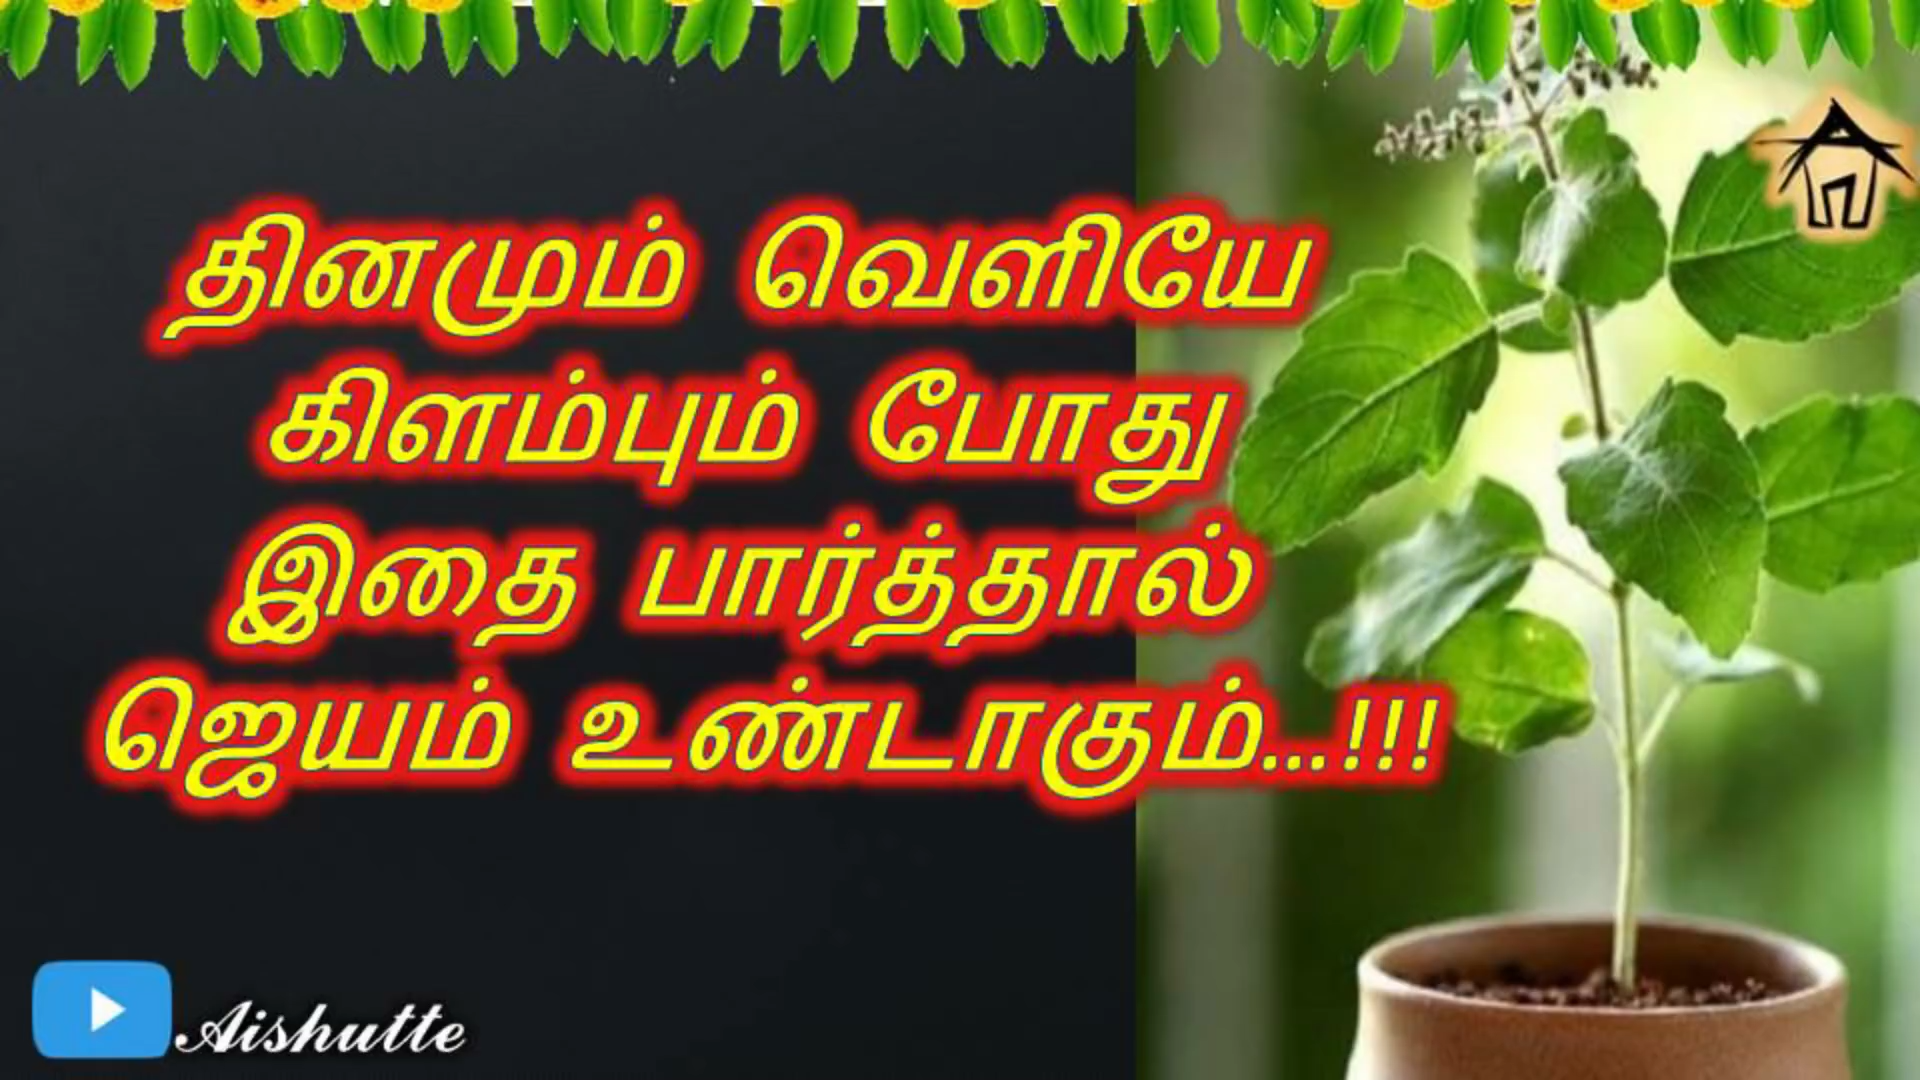 தினமும் வெளியே
கிளம்பும் போது
இதை பார்த்தால்
ஜெயம் உண்டாகும்...!!!
Aishutte